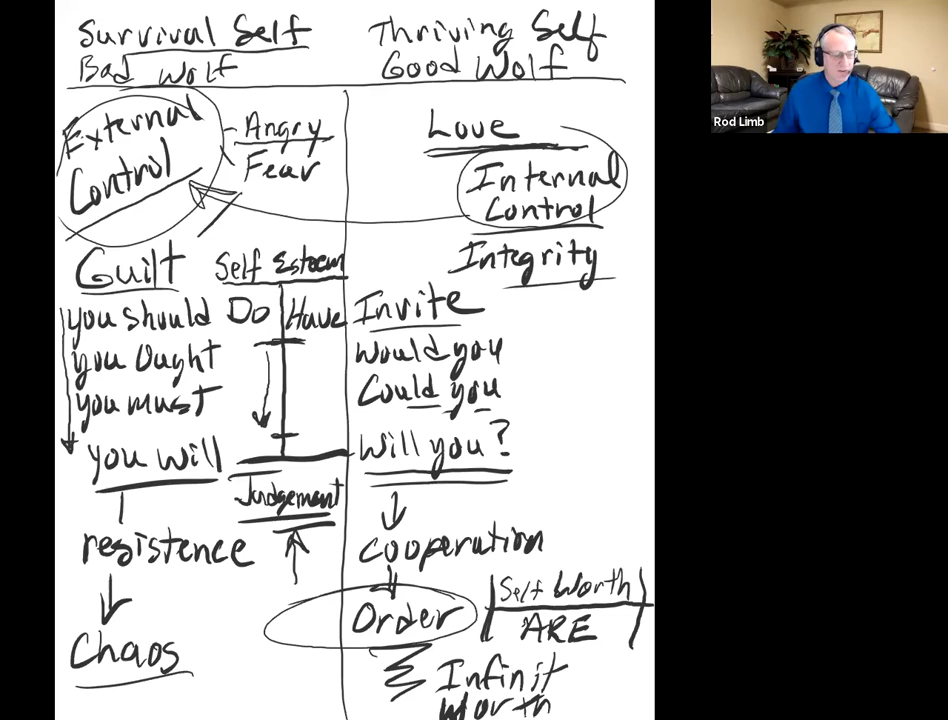 Survival Self
Bad Wolf
External
Control
Angry
Fear
Guilt
Self Esteem
you should
Do
Have
you Ought
you must
you will
Judgement
resistence
Chaos
Thriving Self
Good Wolf
Love
Internal
Control
Integrity
Invite
Would you
Could you
Will you?
cooperation
Order
Self Worth
ARE
Infinit
Worth
Rod Limb